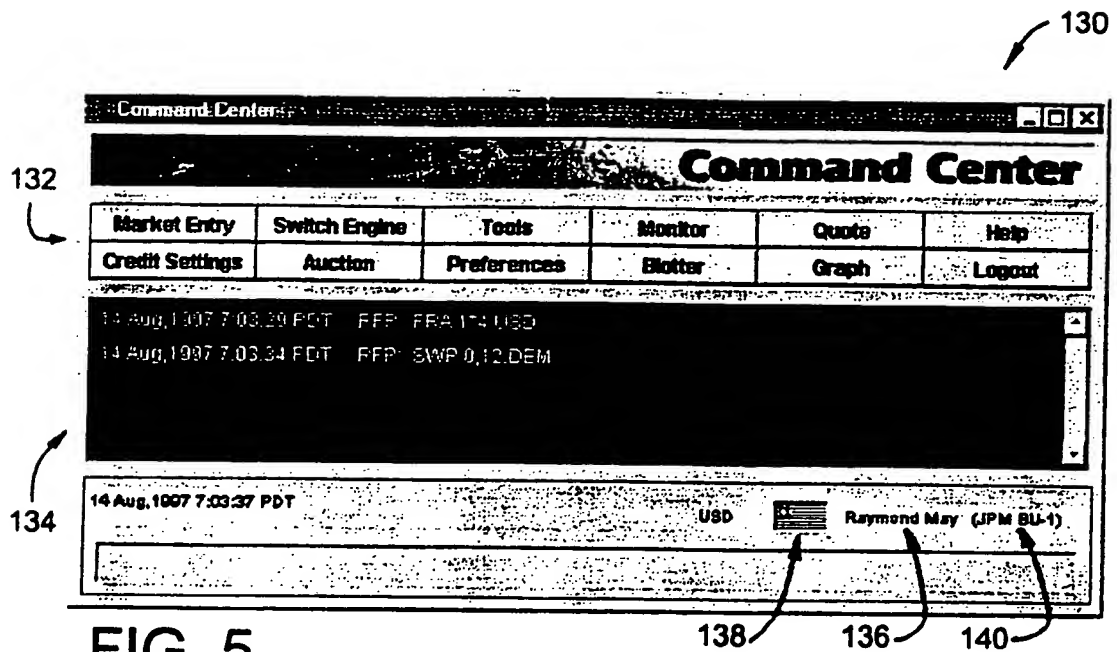 130
Command Center
Command Center
132
Market Entry Switch Engine Tools Monitor Quote Help
Credit Settings Auction Preferences Blotter Graph Logout
14 Aug,1997 7:03:29 PDT RFP: FRA 1*4 USD
14 Aug,1997 7:03:34 PDT RFP: SWP 0,12 DEM
134
14 Aug,1997 7:03:37 PDT
USD Raymond May (JPM BU-1)
138 136 140
FIG. 5